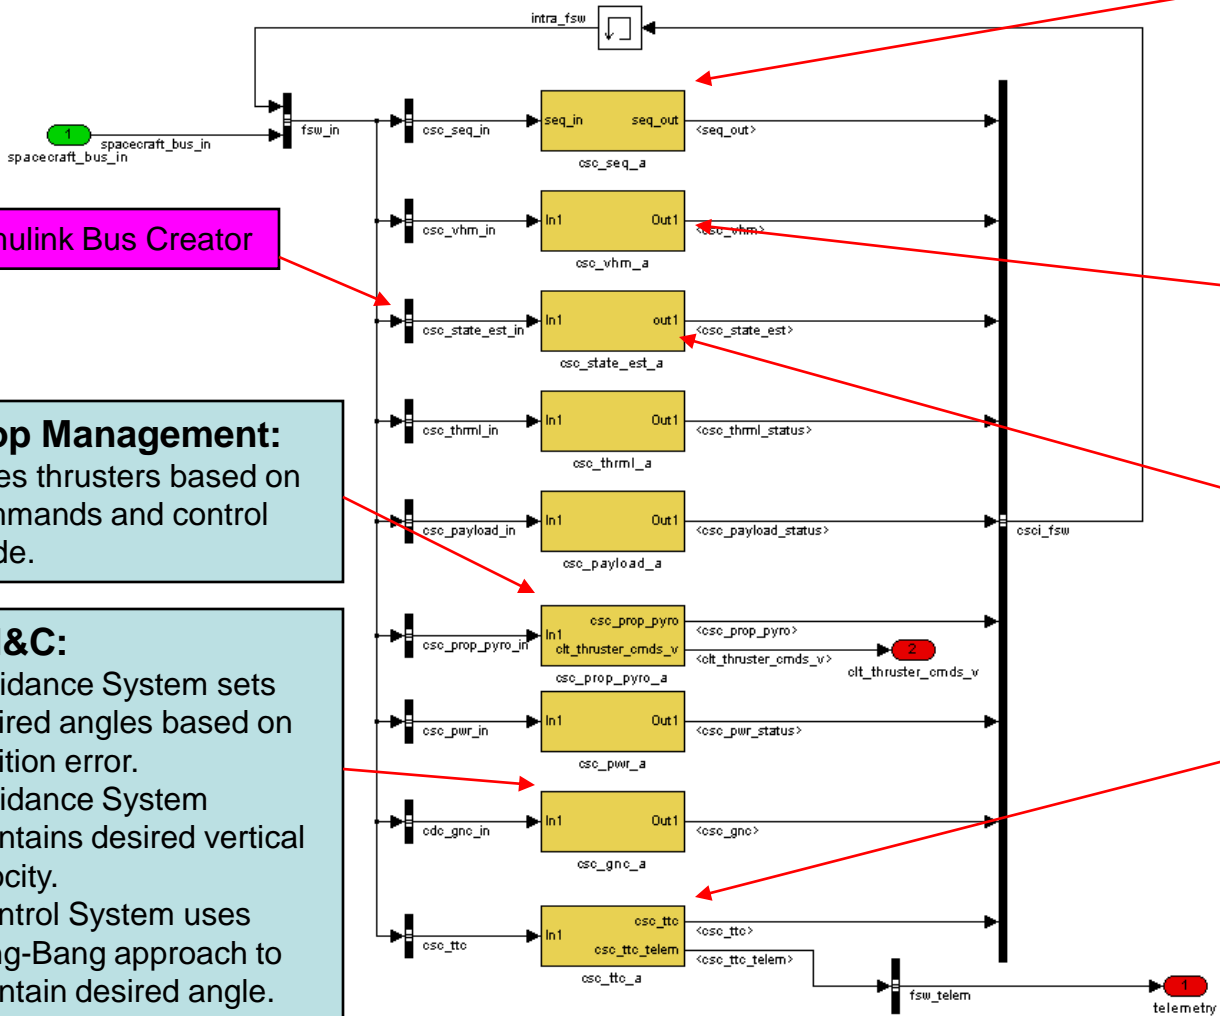 intra_fsw
1
spacecraft_bus_in
spacecraft_bus_in
fsw_in
csc_seq_in
seq_in
seq_out
<seq_out>
csc_seq_a
csc_vhm_in
In1
Out1
<csc_vhm>
csc_vhm_a
nulink Bus Creator
csc_state_est_in
In1
out1
<csc_state_est>
csc_state_est_a
csc_thrml_in
In1
Out1
<csc_thrml_status>
csc_thrml_a
op Management:
es thrusters based on
mmands and control
de.
csc_payload_in
In1
Out1
<csc_payload_status>
csc_payload_a
csci_fsw
csc_prop_pyro_in
In1
csc_prop_pyro
clt_thruster_cmds_v
<csc_prop_pyro>
<clt_thruster_cmds_v>
csc_prop_pyro_a
2
clt_thruster_cmds_v
csc_pwr_in
In1
Out1
<csc_pwr_status>
csc_pwr_a
&C:
idance System sets
ired angles based on
ition error.
idance System
ntains desired vertical
ocity.
ntrol System uses
ng-Bang approach to
ntain desired angle.
cdc_gnc_in
In1
Out1
<csc_gnc>
csc_gnc_a
csc_ttc
In1
csc_ttc
csc_ttc_telem
<csc_ttc>
<csc_ttc_telem>
csc_ttc_a
fsw_telem
1
telemetry